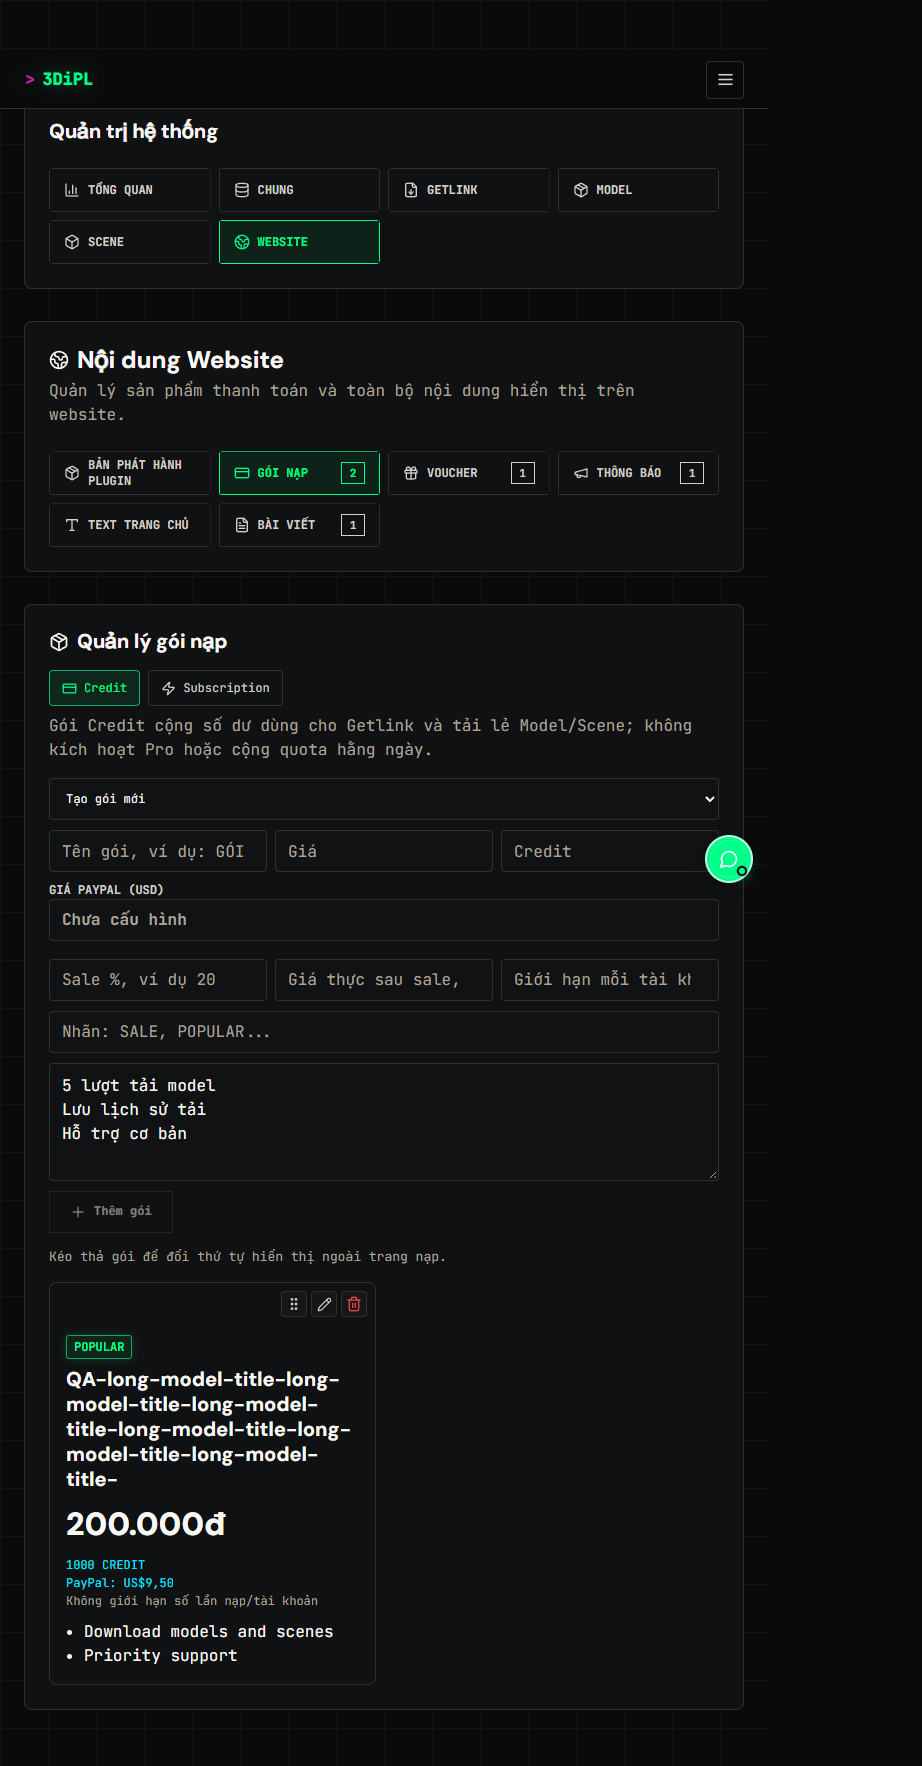 > 3DiPL
Quản trị hệ thống
TỔNG QUAN
CHUNG
GETLINK
MODEL
SCENE
WEBSITE
Nội dung Website
Quản lý sản phẩm thanh toán và toàn bộ nội dung hiển thị trên
website.
BẢN PHÁT HÀNH
PLUGIN
GÓI NẠP 2
VOUCHER 1
THÔNG BÁO 1
TEXT TRANG CHỦ
BÀI VIẾT 1
Quản lý gói nạp
Credit
Subscription
Gói Credit cộng số dư dùng cho Getlink và tải lẻ Model/Scene; không
kích hoạt Pro hoặc cộng quota hằng ngày.
Tạo gói mới
Tên gói, ví dụ: GÓI
Giá
Credit
GIÁ PAYPAL (USD)
Chưa cấu hình
Sale %, ví dụ 20
Giá thực sau sale,
Giới hạn mỗi tài kh
Nhãn: SALE, POPULAR...
5 lượt tải model
Lưu lịch sử tải
Hỗ trợ cơ bản
Thêm gói
Kéo thả gói để đổi thứ tự hiển thị ngoài trang nạp.
POPULAR
QA-long-model-title-long-
model-title-long-model-
title-long-model-title-long-
model-title-long-model-
title-
200.000đ
1000 CREDIT
PayPal: US$9,50
Không giới hạn số lần nạp/tài khoản
• Download models and scenes
• Priority support